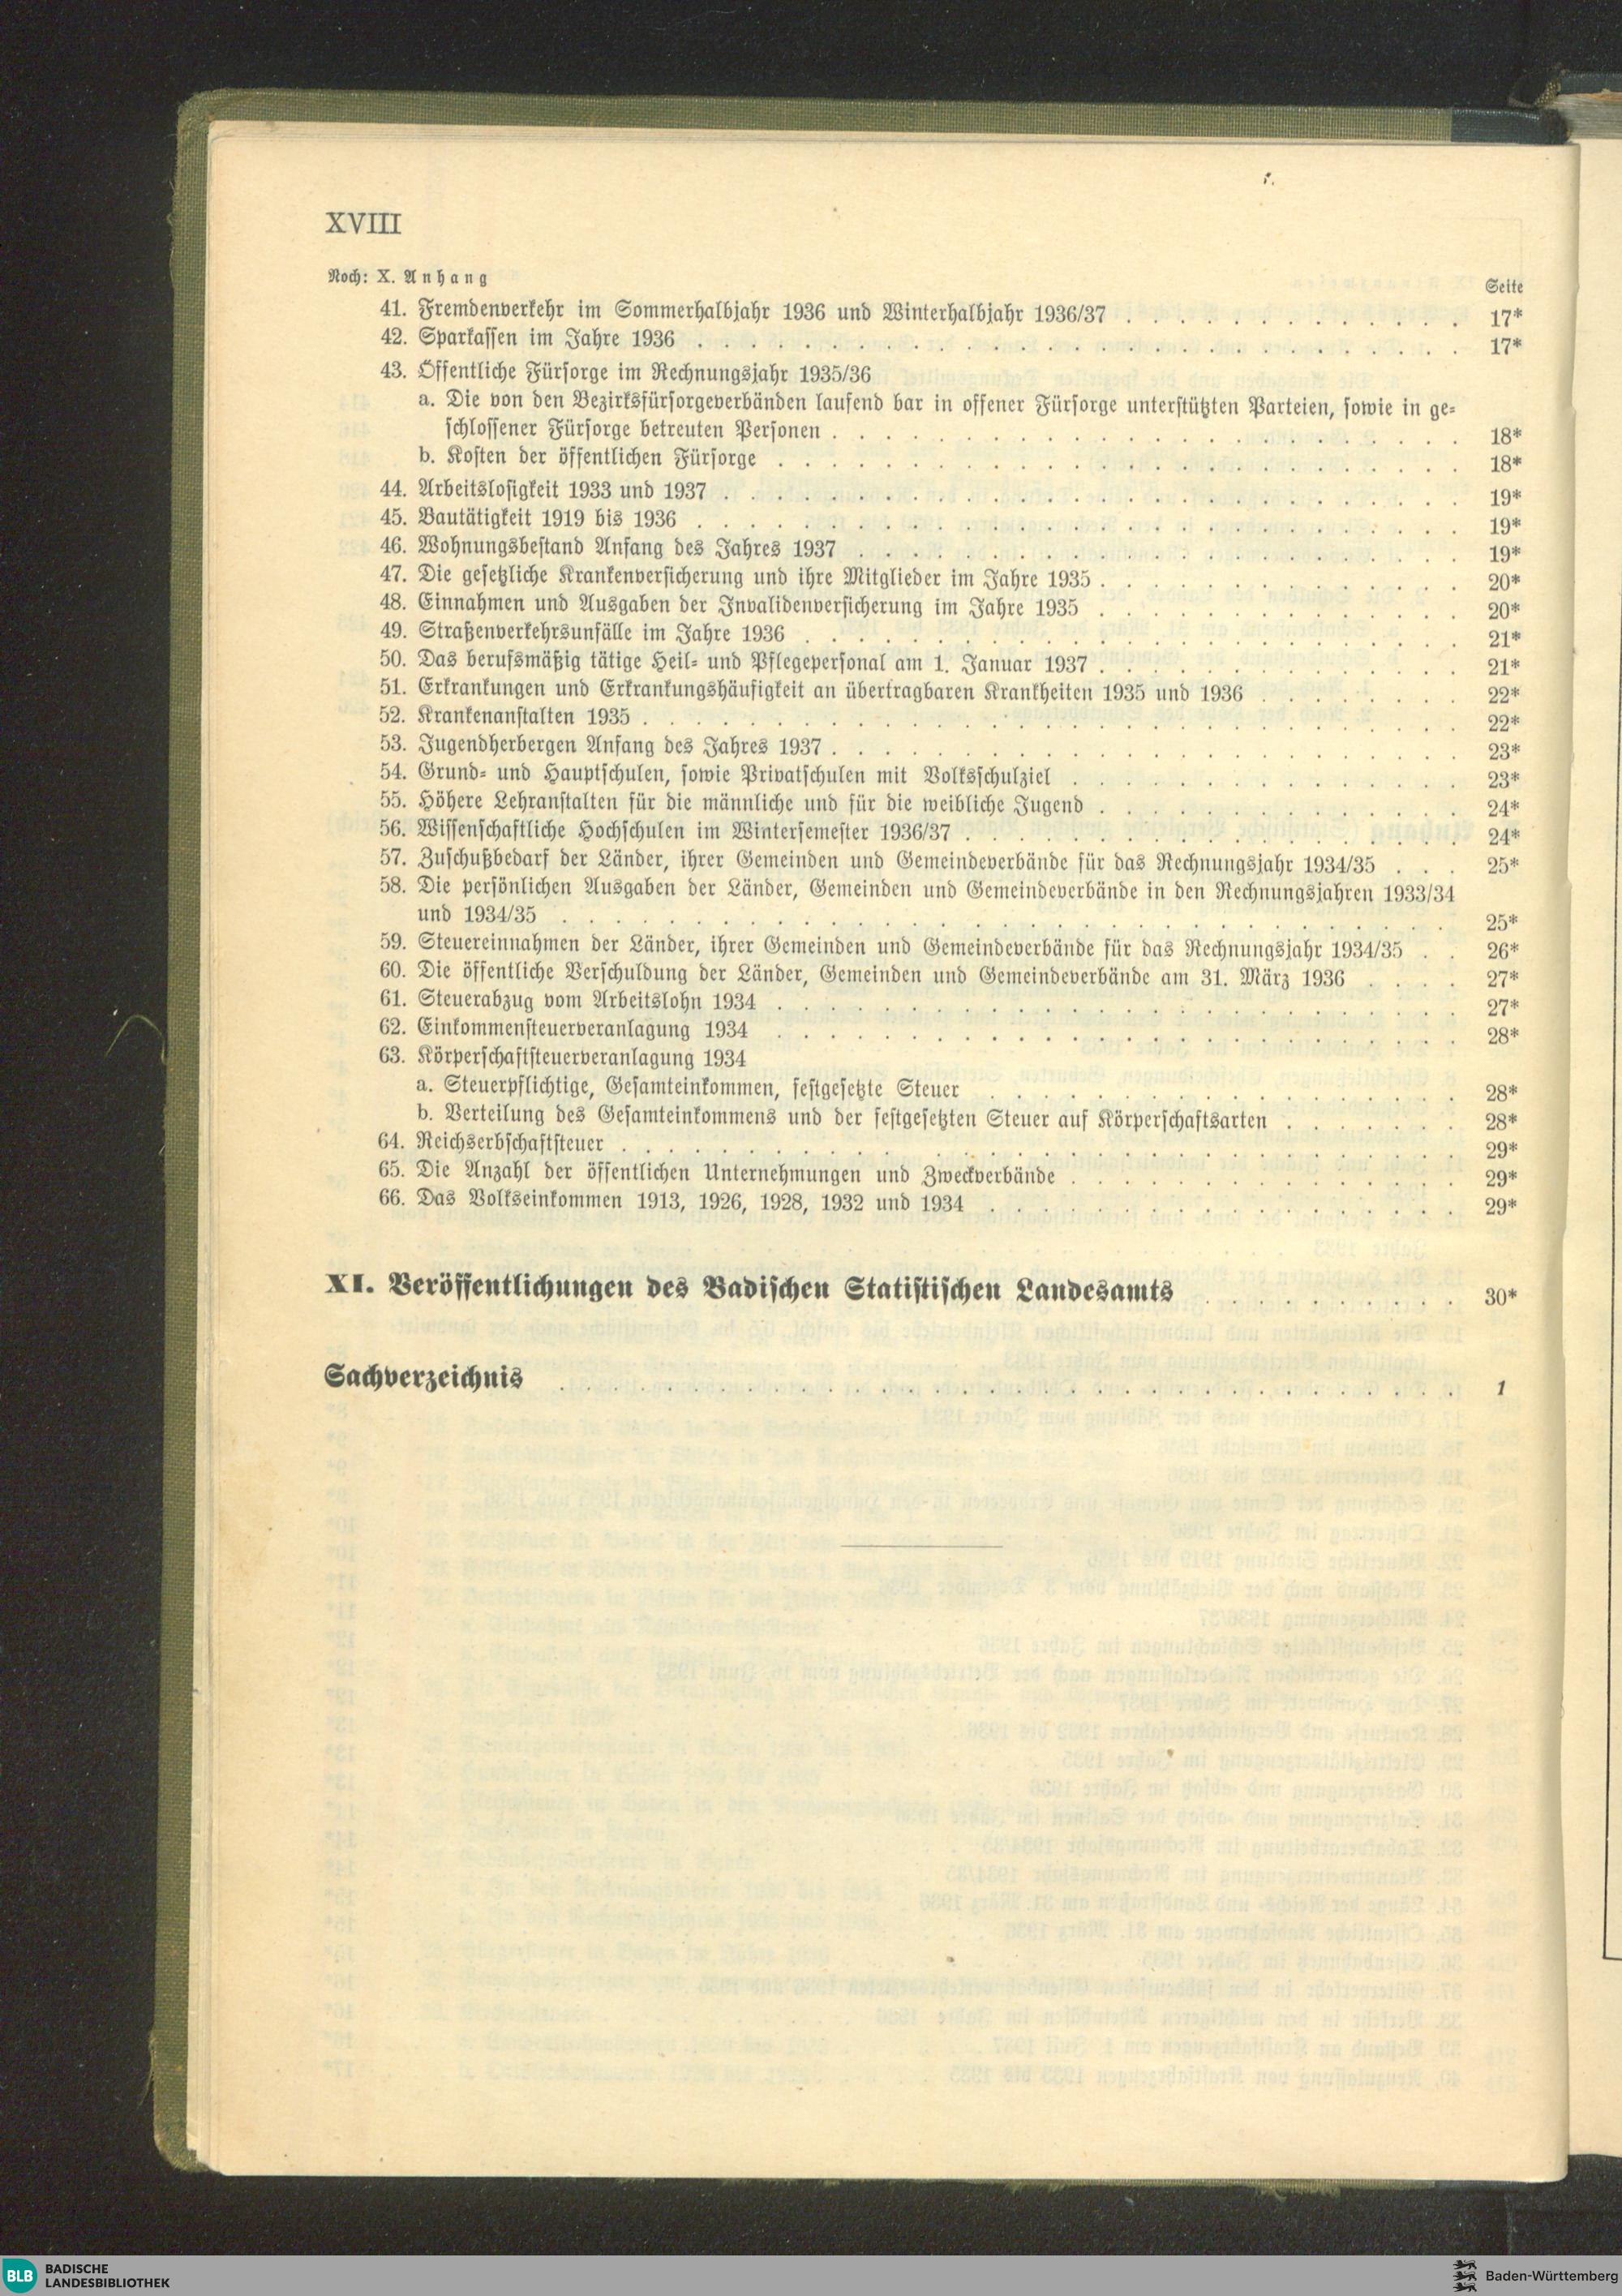 XVIII
Noch: X. Anhang
Seite
41. Fremdenverkehr im Sommerhalbjahr 1936 und Winterhalbjahr 1936/37 . . . . . . . . . . . . . 17*
42. Sparkassen im Jahre 1936 . . . . . . . . . . . . . 17*
43. Öffentliche Fürsorge im Rechnungsjahr 1935/36
a. Die von den Bezirksfürsorgeverbänden laufend bar in offener Fürsorge unterstützten Parteien, sowie in ge-
schlossener Fürsorge betreuten Personen . . . . . . . . . . . . . 18*
b. Kosten der öffentlichen Fürsorge . . . . . . . . . . . . . 18*
44. Arbeitslosigkeit 1933 und 1937 . . . . . . . . . . . . . 19*
45. Bautätigkeit 1919 bis 1936 . . . . . . . . . . . . . 19*
46. Wohnungsbestand Anfang des Jahres 1937 . . . . . . . . . . . . . 19*
47. Die gesetzliche Krankenversicherung und ihre Mitglieder im Jahre 1935 . . . . . . . . . . . . . 20*
48. Einnahmen und Ausgaben der Invalidenversicherung im Jahre 1935 . . . . . . . . . . . . . 20*
49. Straßenverkehrsunfälle im Jahre 1936 . . . . . . . . . . . . . 21*
50. Das berufsmäßig tätige Heil- und Pflegepersonal am 1. Januar 1937 . . . . . . . . . . . . . 21*
51. Erkrankungen und Erkrankungshäufigkeit an übertragbaren Krankheiten 1935 und 1936 . . . . . . . . 22*
52. Krankenanstalten 1935 . . . . . . . . . . . . . 22*
53. Jugendherbergen Anfang des Jahres 1937 . . . . . . . . . . . . . 23*
54. Grund- und Hauptschulen, sowie Privatschulen mit Volksschulziel . . . . . . . . . . . . . 23*
55. Höhere Lehranstalten für die männliche und für die weibliche Jugend . . . . . . . . . . . . . 24*
56. Wissenschaftliche Hochschulen im Wintersemester 1936/37 . . . . . . . . . . . . . 24*
57. Zuschußbedarf der Länder, ihrer Gemeinden und Gemeindeverbände für das Rechnungsjahr 1934/35 . . . 25*
58. Die persönlichen Ausgaben der Länder, Gemeinden und Gemeindeverbände in den Rechnungsjahren 1933/34
und 1934/35 . . . . . . . . . . . . . 25*
59. Steuereinnahmen der Länder, ihrer Gemeinden und Gemeindeverbände für das Rechnungsjahr 1934/35 . . 26*
60. Die öffentliche Verschuldung der Länder, Gemeinden und Gemeindeverbände am 31. März 1936 . . . . 27*
61. Steuerabzug vom Arbeitslohn 1934 . . . . . . . . . . . . . 27*
62. Einkommensteuerveranlagung 1934 . . . . . . . . . . . . . 28*
63. Körperschaftsteuerveranlagung 1934
a. Steuerpflichtige, Gesamteinkommen, festgesetzte Steuer . . . . . . . . . . . . . 28*
b. Verteilung des Gesamteinkommens und der festgesetzten Steuer auf Körperschaftsarten . . . . . . . 28*
64. Reichserbschaftsteuer . . . . . . . . . . . . . 29*
65. Die Anzahl der öffentlichen Unternehmungen und Zweckverbände . . . . . . . . . . . . . 29*
66. Das Volkseinkommen 1913, 1926, 1928, 1932 und 1934 . . . . . . . . . . . . . 29*
XI. Veröffentlichungen des Badischen Statistischen Landesamts . . . . . . . . . . 30*
Sachverzeichnis . . . . . . . . . . . . . 1
BLB BADISCHE
LANDESBIBLIOTHEK
Baden-Württemberg